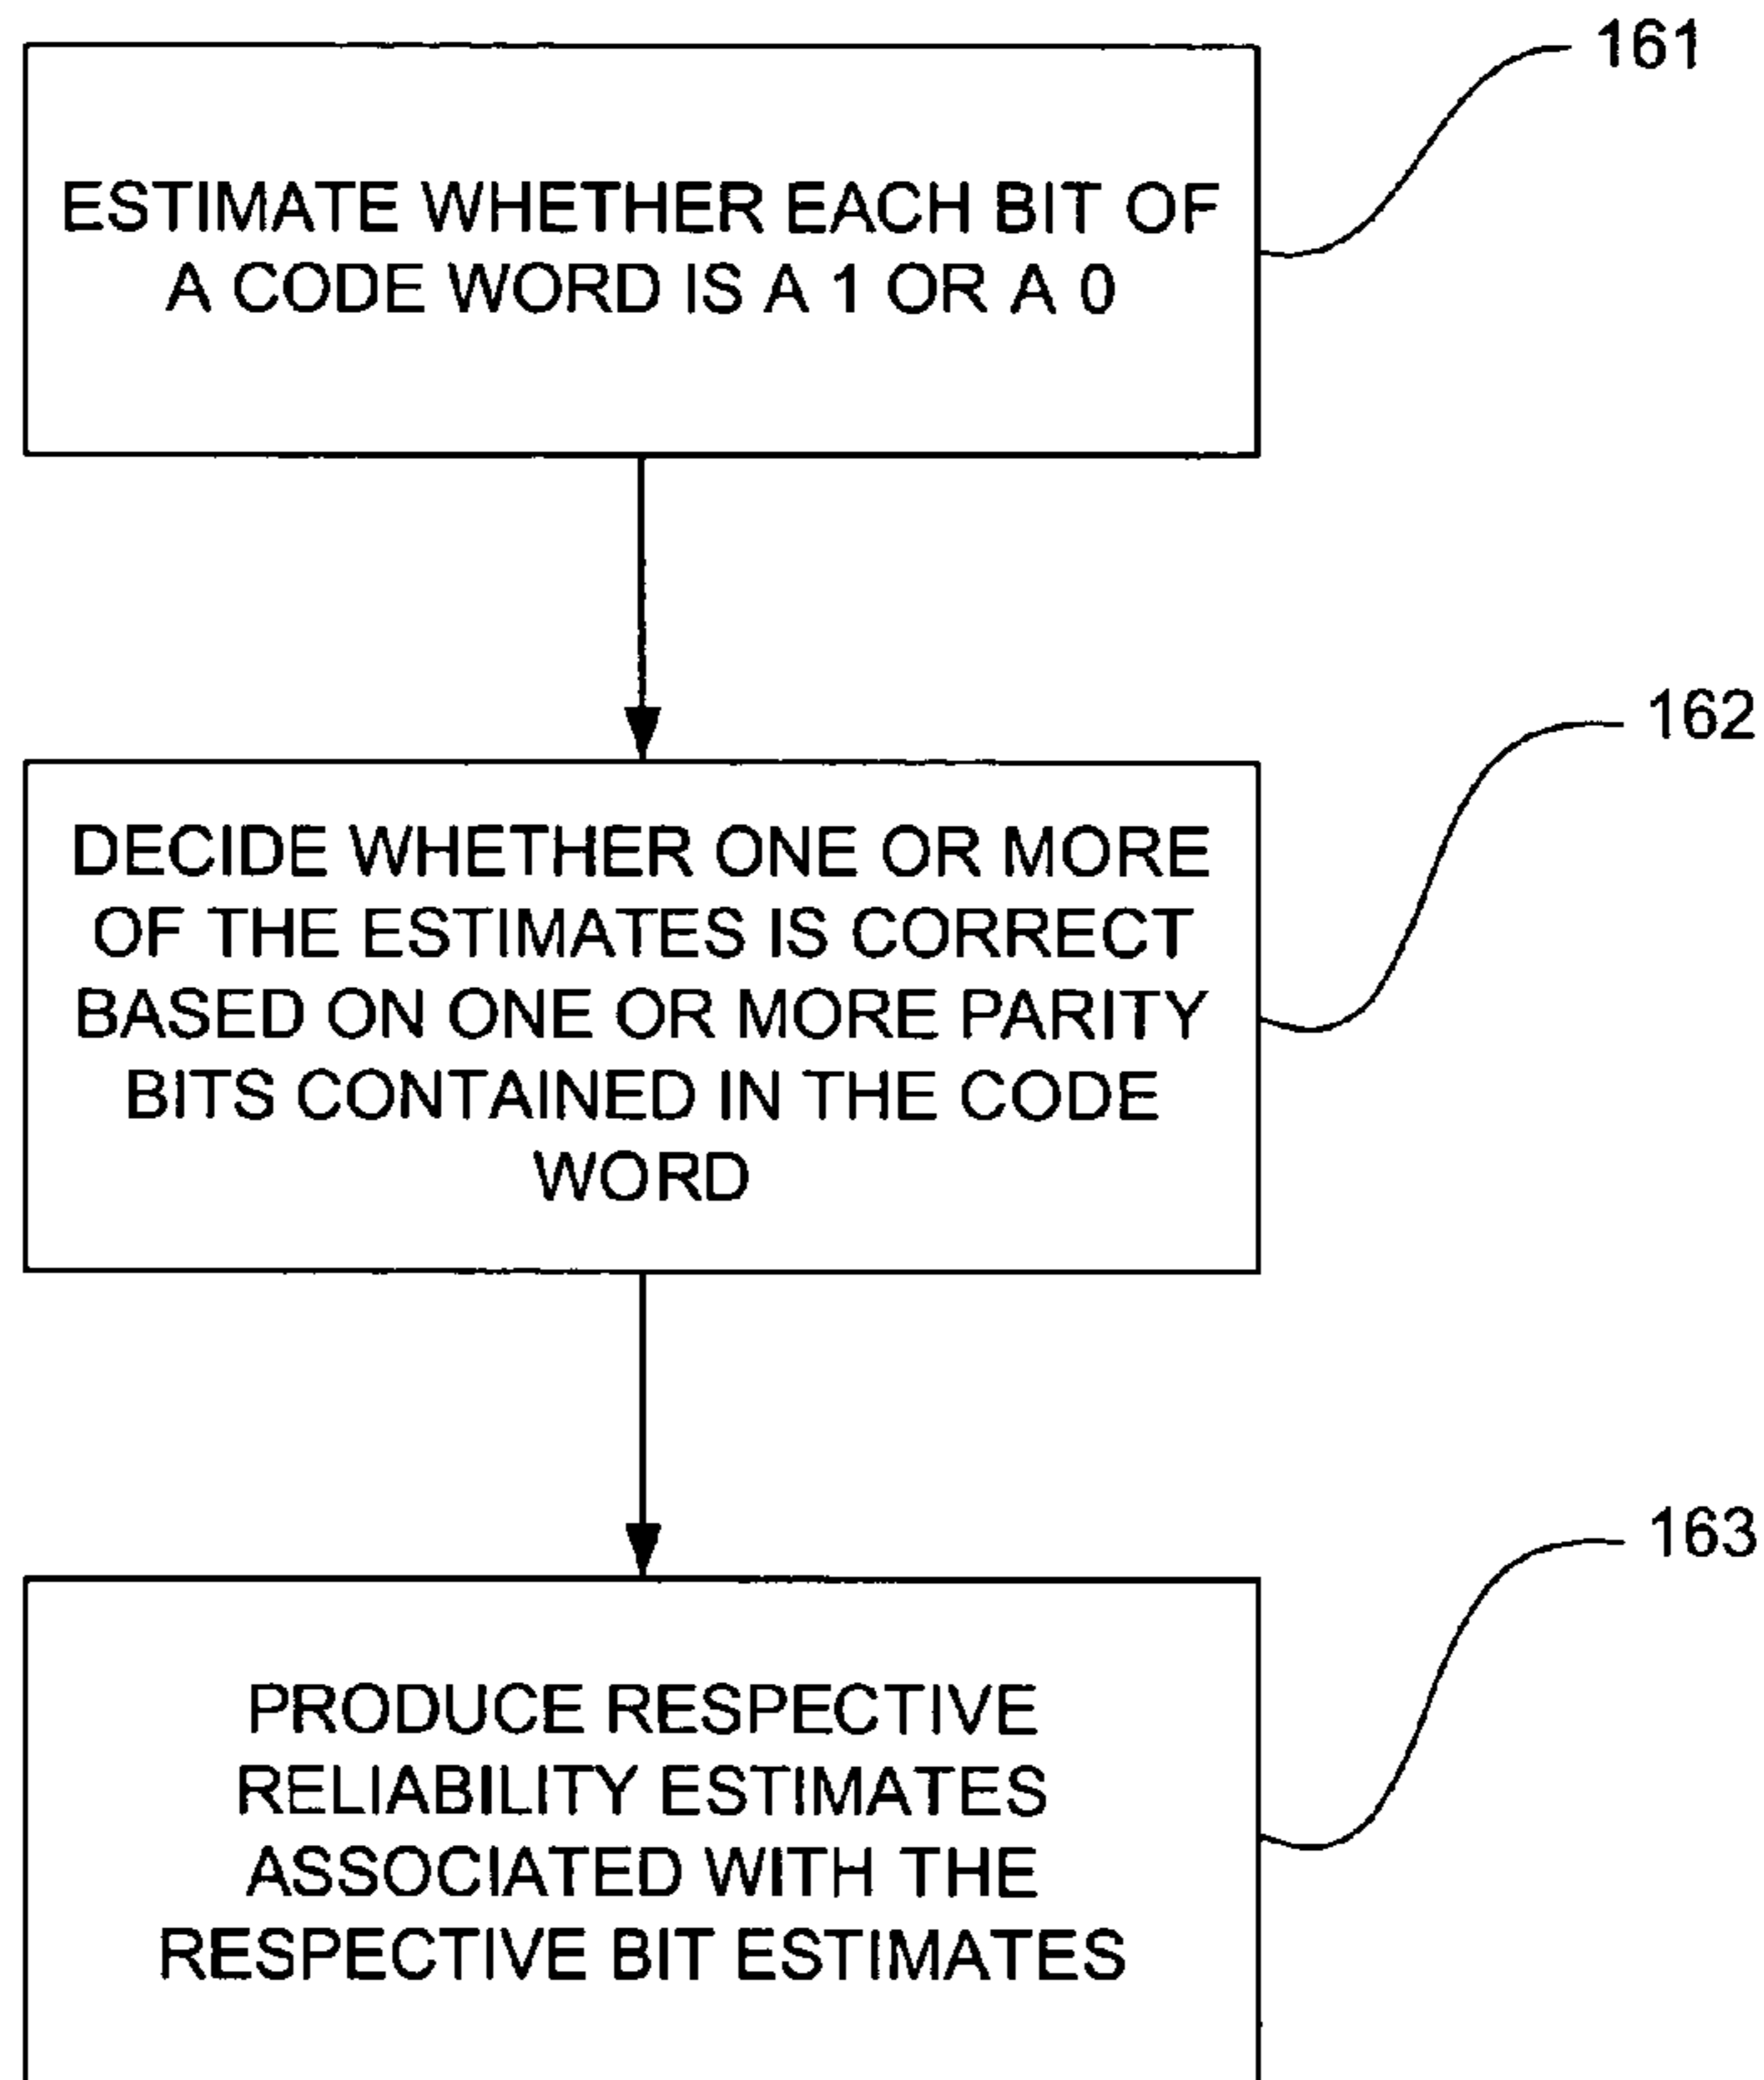 161
ESTIMATE WHETHER EACH BIT OF
A CODE WORD IS A 1 OR A 0
162
DECIDE WHETHER ONE OR MORE
OF THE ESTIMATES IS CORRECT
BASED ON ONE OR MORE PARITY
BITS CONTAINED IN THE CODE
WORD
163
PRODUCE RESPECTIVE
RELIABILITY ESTIMATES
ASSOCIATED WITH THE
RESPECTIVE BIT ESTIMATES